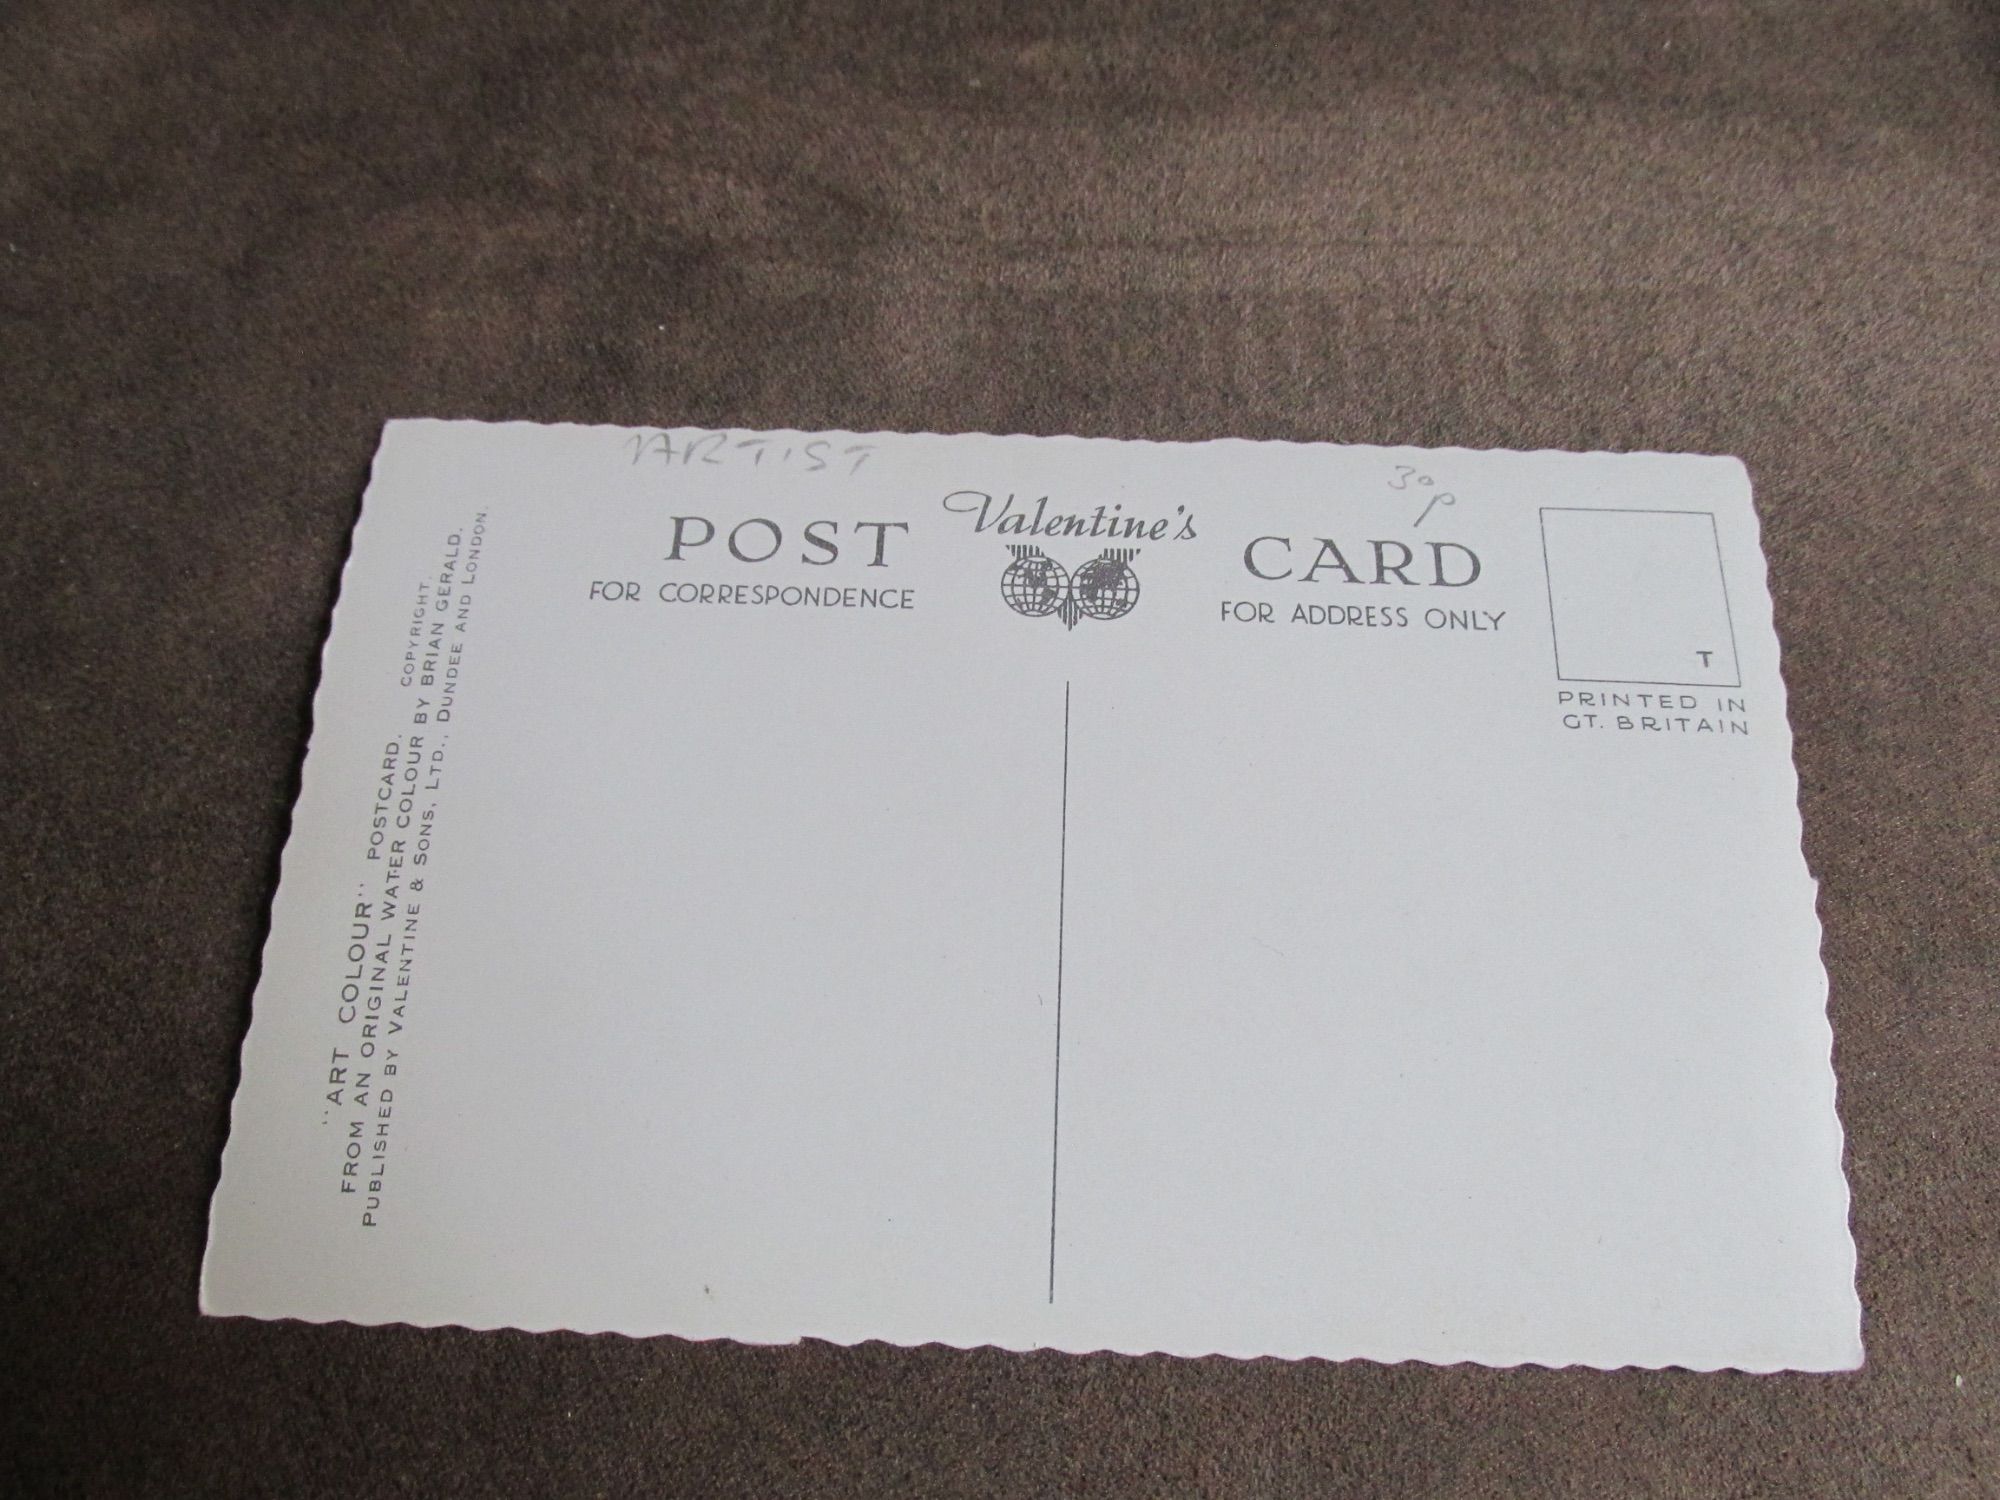 ARTIST
30p
POST Valentine's CARD
FOR CORRESPONDENCE
FOR ADDRESS ONLY
T
PRINTED IN
GT. BRITAIN
"ART COLOUR" POSTCARD. COPYRIGHT.
FROM AN ORIGINAL WATER COLOUR BY BRIAN GERALD.
PUBLISHED BY VALENTINE & SONS, LTD., DUNDEE AND LONDON.